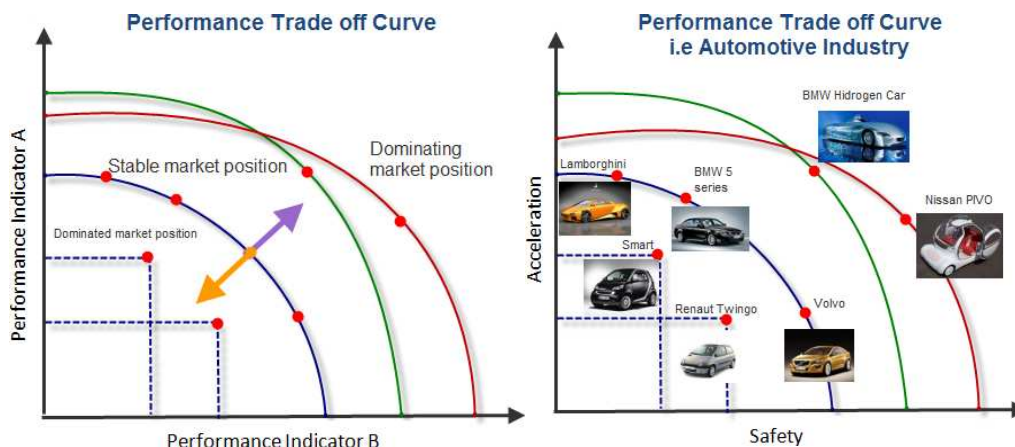 Performance Trade off Curve
Performance Indicator A
Stable market position
Dominating
market position
Dominated market position
Performance Indicator B
Performance Trade off Curve
i.e Automotive Industry
BMW Hidrogen Car
Lamborghini
BMW 5
series
Nissan PIVO
Smart
Renaut Twingo
Volvo
Acceleration
Safety